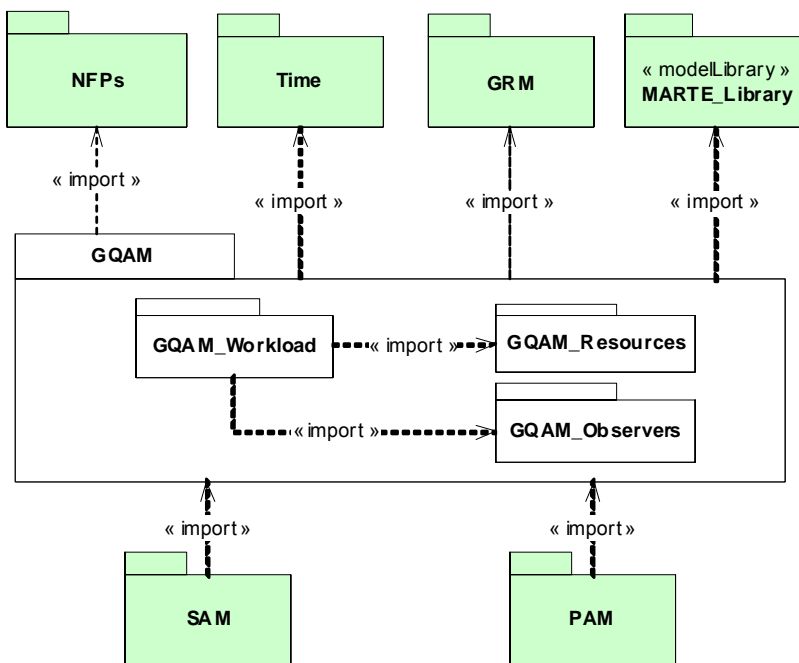 NFPs
Time
GRM
« modelLibrary »
MARTE_Library
« import »
« import »
« import »
« import »
GQAM
GQAM_Workload
« import »
GQAM_Resources
« import »
GQAM_Observers
« import »
« import »
SAM
PAM